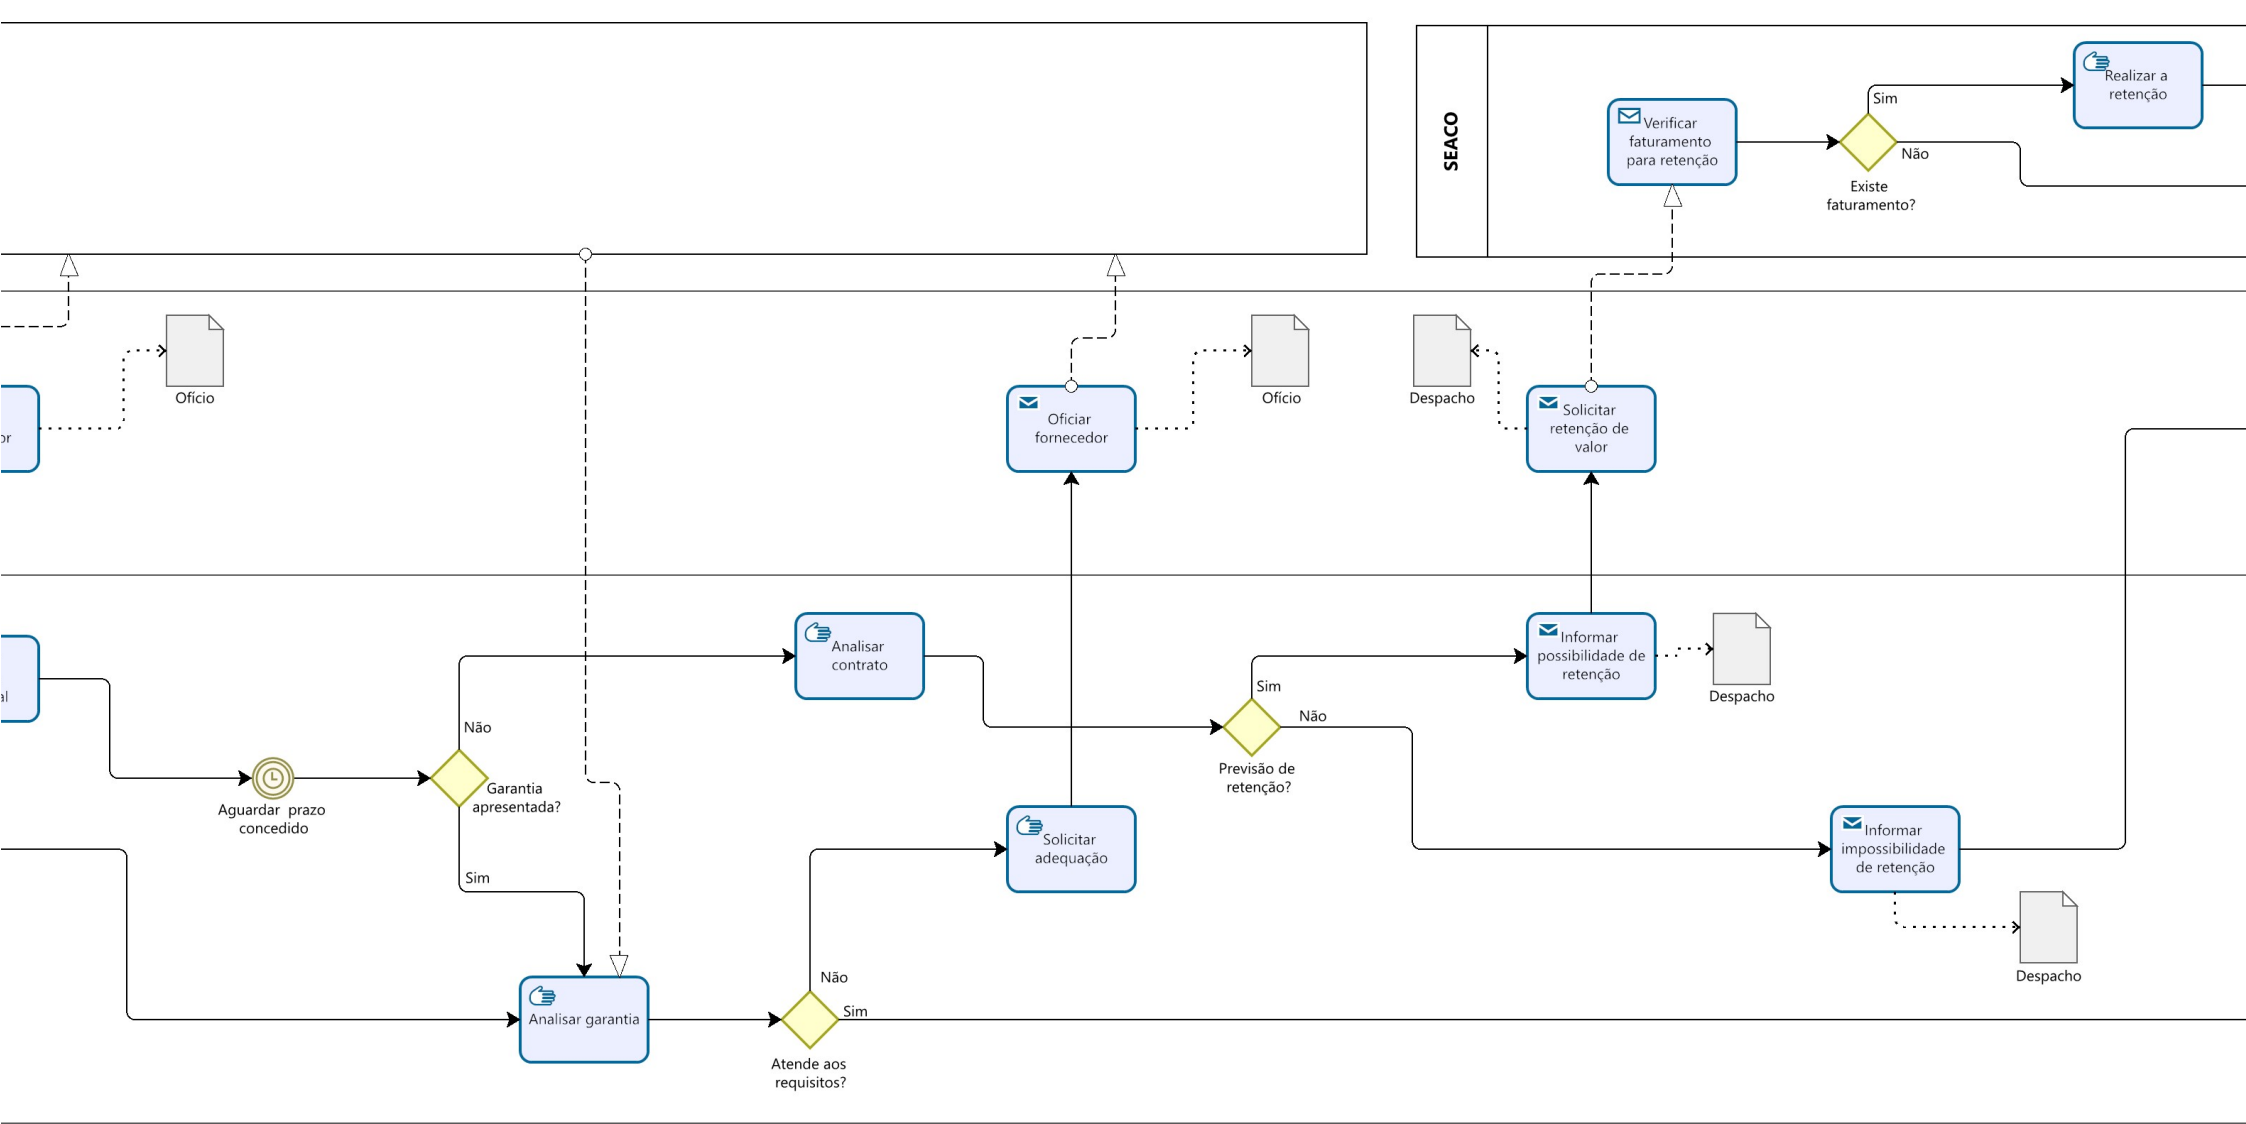 SEACO
Realizar a
retenção
Sim
Verificar
faturamento
para retenção
Não
Existe
faturamento?
Ofício
or
Oficiar
fornecedor
Ofício
Despacho
Solicitar
retenção de
valor
al
Aguardar prazo
concedido
Não
Garantia
apresentada?
Sim
Analisar
contrato
Sim
Não
Previsão de
retenção?
Informar
possibilidade de
retenção
Despacho
Solicitar
adequação
Informar
impossibilidade
de retenção
Despacho
Analisar garantia
Não
Sim
Atende aos
requisitos?